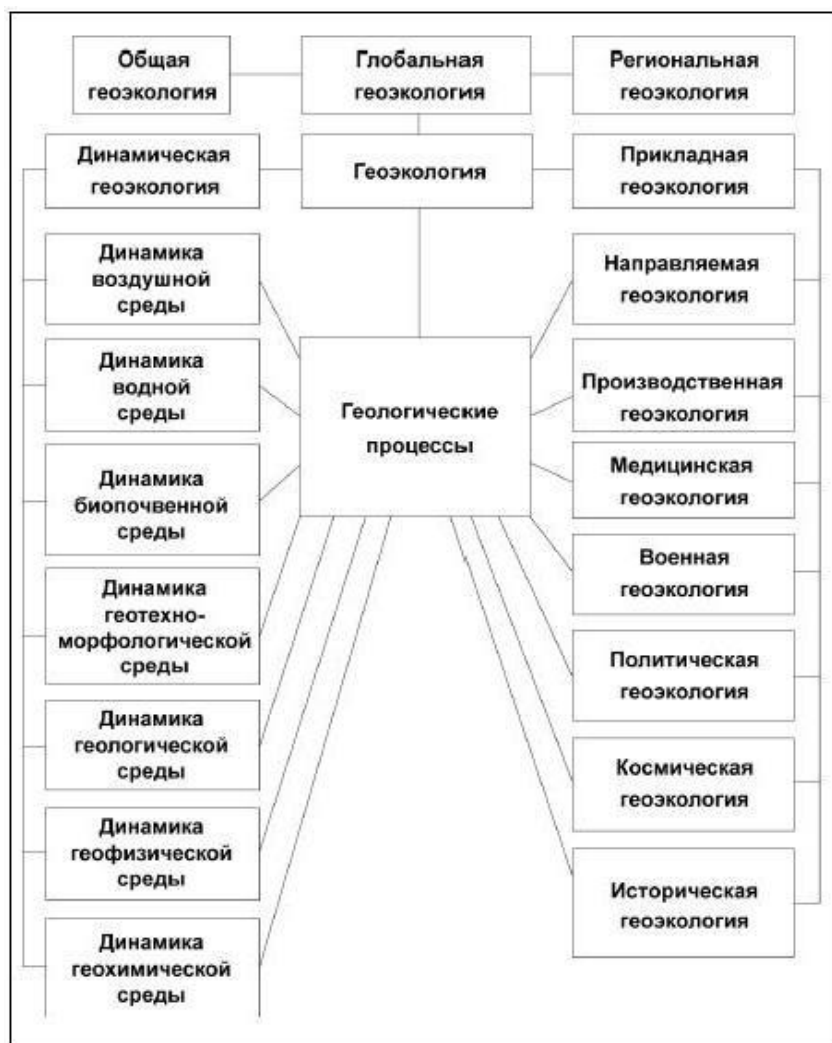 Общая
геоэкология
Глобальная
геоэкология
Региональная
геоэкология
Динамическая
геоэкология
Геоэкология
Прикладная
геоэкология
Динамика
воздушной
среды
Направляемая
геоэкология
Динамика
водной
среды
Геологические
процессы
Производственная
геоэкология
Динамика
биопочвенной
среды
Медицинская
геоэкология
Динамика
геотехно-
морфологической
среды
Военная
геоэкология
Политическая
геоэкология
Динамика
геологической
среды
Космическая
геоэкология
Динамика
геофизической
среды
Историческая
геоэкология
Динамика
геохимической
среды